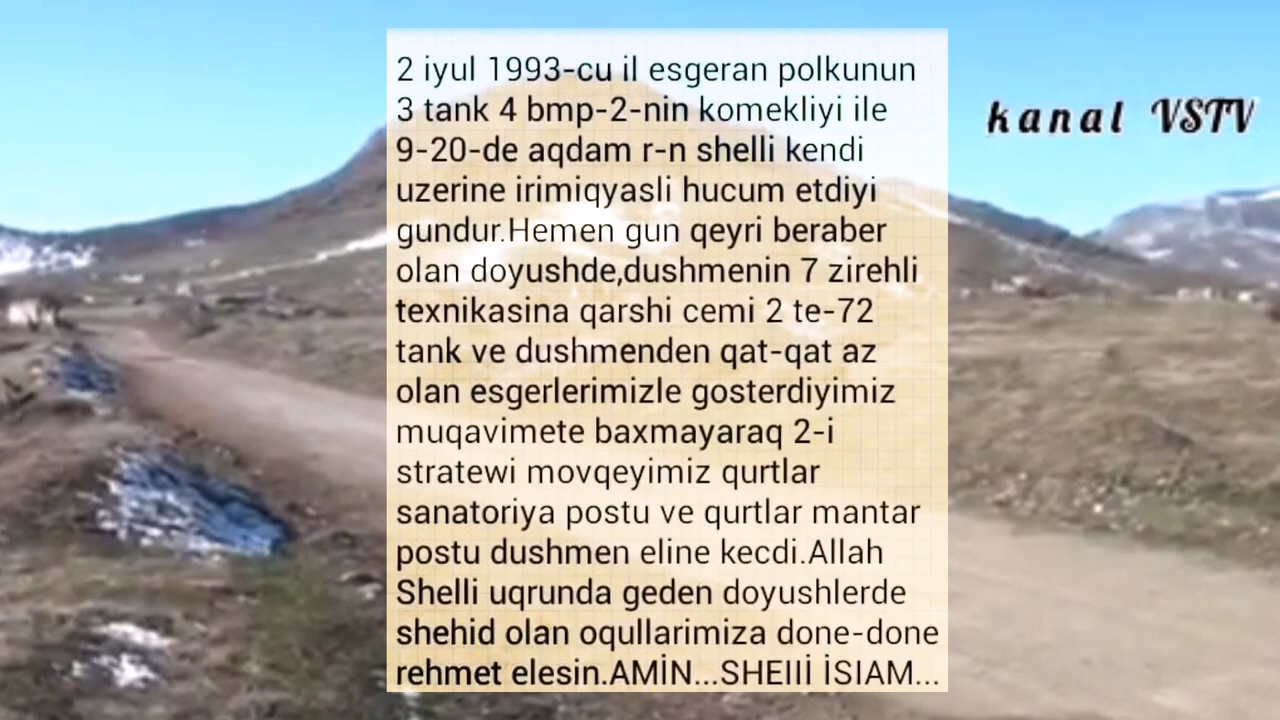 2 iyul 1993-cu il esgeran polkunun
3 tank 4 bmp-2-nin komekliyi ile
9-20-de aqdam r-n shelli kendi
uzerine irimiqyasli hucum etdiyi
gundur.Hemen gun qeyri beraber
olan doyushde,dushmenin 7 zirehli
texnikasina qarshi cemi 2 te-72
tank ve dushmenden qat-qat az
olan esgerlerimizle gosterdiyimiz
muqavimete baxmayaraq 2-i
stratewi movqeyimiz qurtlar
sanatoriya postu ve qurtlar mantar
postu dushmen eline kecdi.Allah
Shelli uqrunda geden doyushlerde
shehid olan oqullarimiza done-done
rehmet elesin.AMİN...SHEIIİ İSIAM...
kanal VSTV